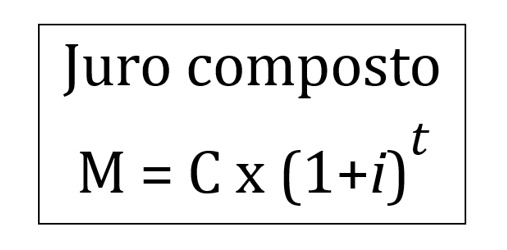 Juro composto
M = C x (1+i)^t